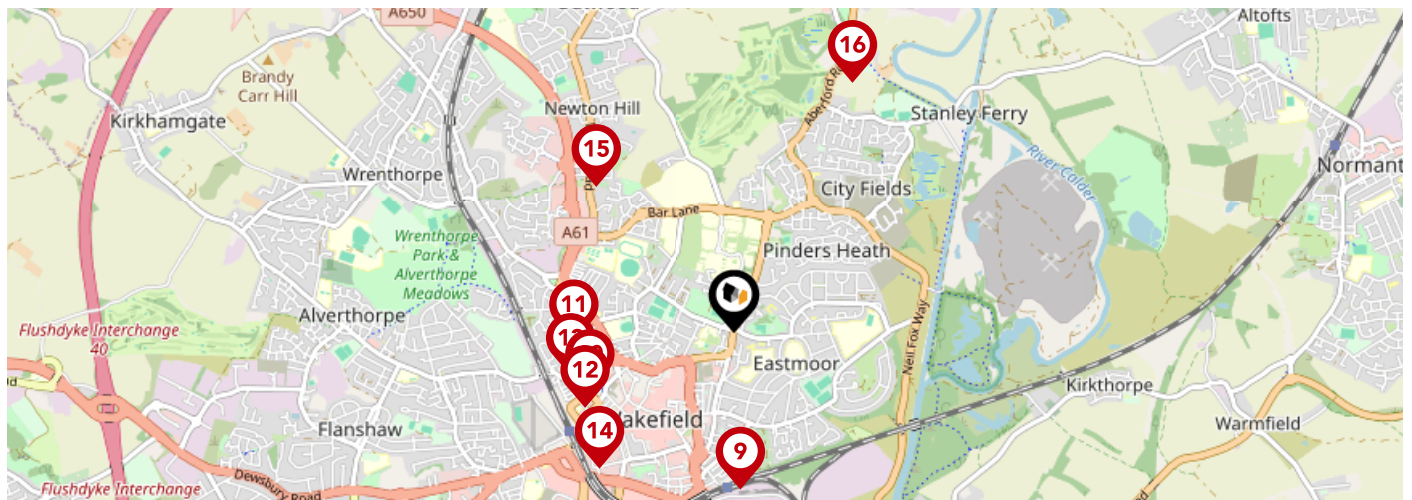 A650
Altofts
16
Brandy
Carr Hill
Newton Hill
Aberford R
Stanley Ferry
Kirkhamgate
15
River Calder
Normant
Wrenthorpe
City Fields
Bar Lane
A61
Wrenthorpe
Park &
Alverthorpe
Meadows
Pinders Heath
11
Alverthorpe
Flushdyke Interchange
40
Neil Fox Way
12
Eastmoor
Kirkthorpe
akefield
Warmfield
Flanshaw
14
9
Dewsbury Road
Flushdyke Interchange